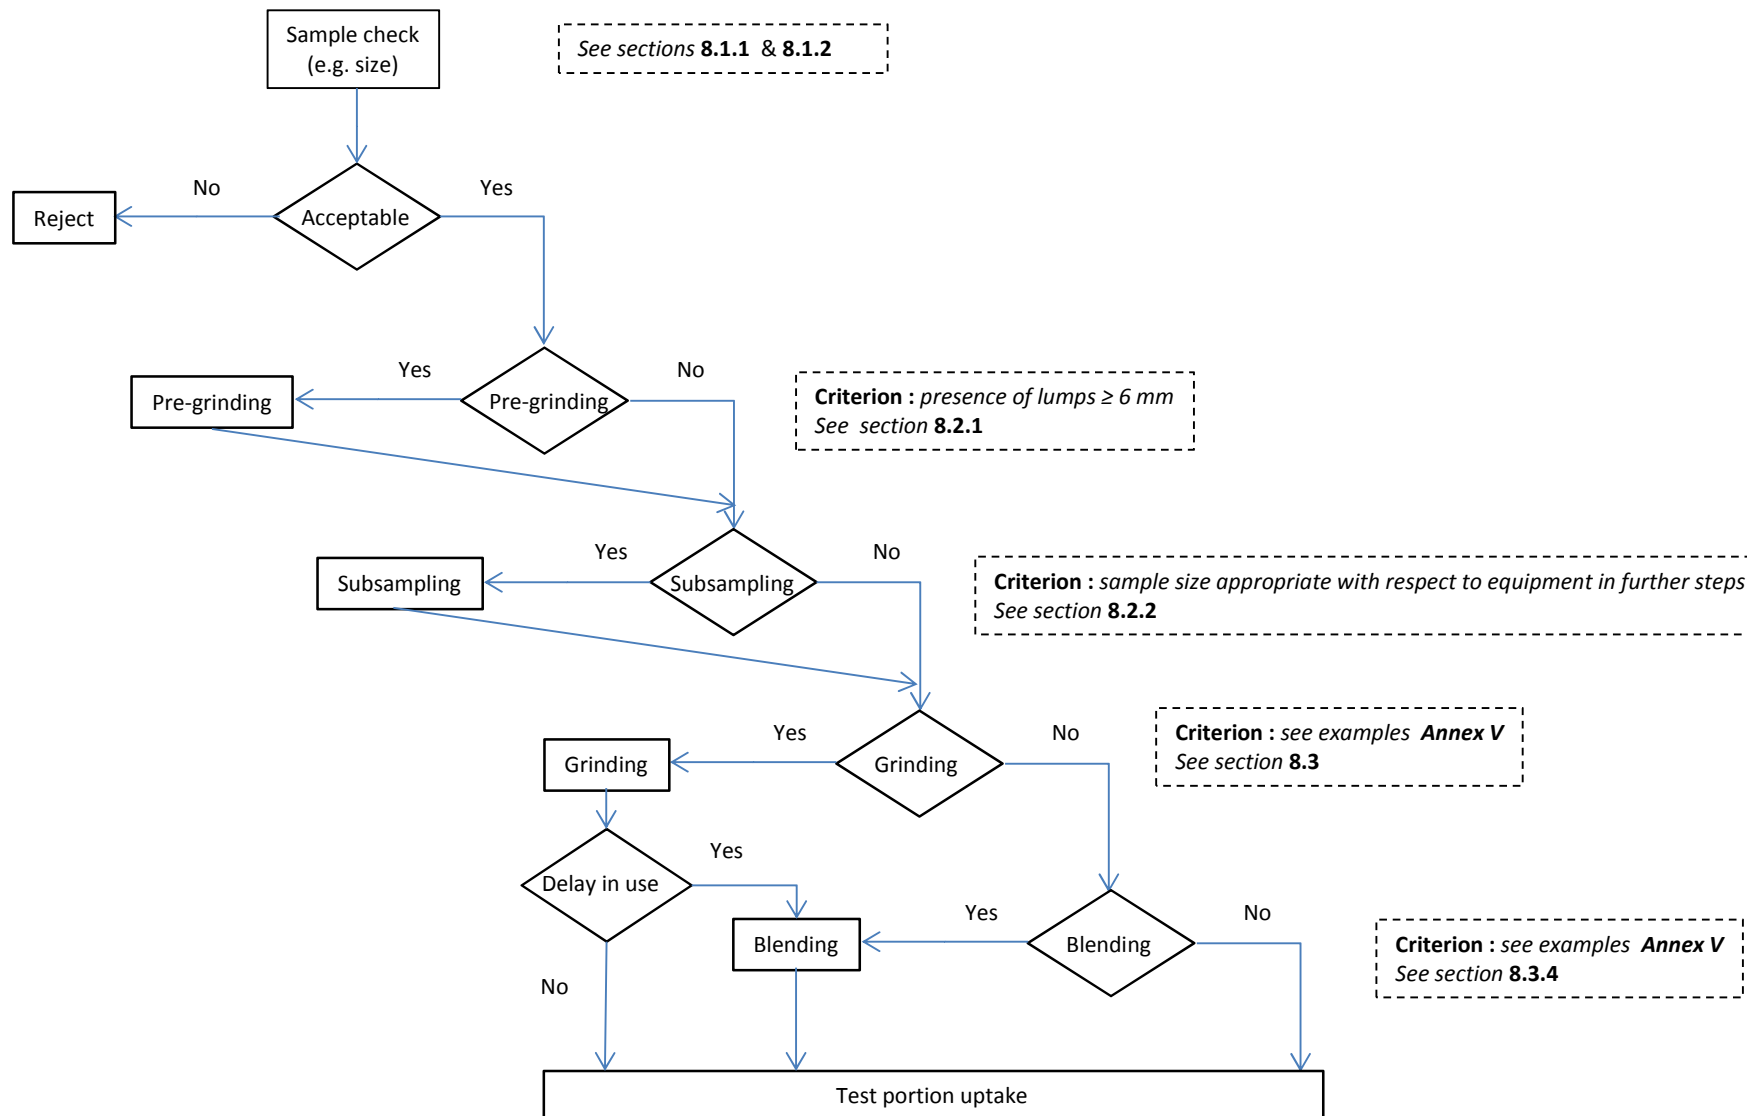 Sample check
(e.g. size)
See sections 8.1.1 & 8.1.2
No
Yes
Reject
Acceptable
Yes
No
Pre-grinding
Pre-grinding
Criterion : presence of lumps ≥ 6 mm
See section 8.2.1
Yes
No
Subsampling
Subsampling
Criterion : sample size appropriate with respect to equipment in further steps
See section 8.2.2
Yes
No
Grinding
Grinding
Criterion : see examples Annex V
See section 8.3
Yes
Delay in use
Yes
No
Blending
Blending
Criterion : see examples Annex V
See section 8.3.4
No
Test portion uptake